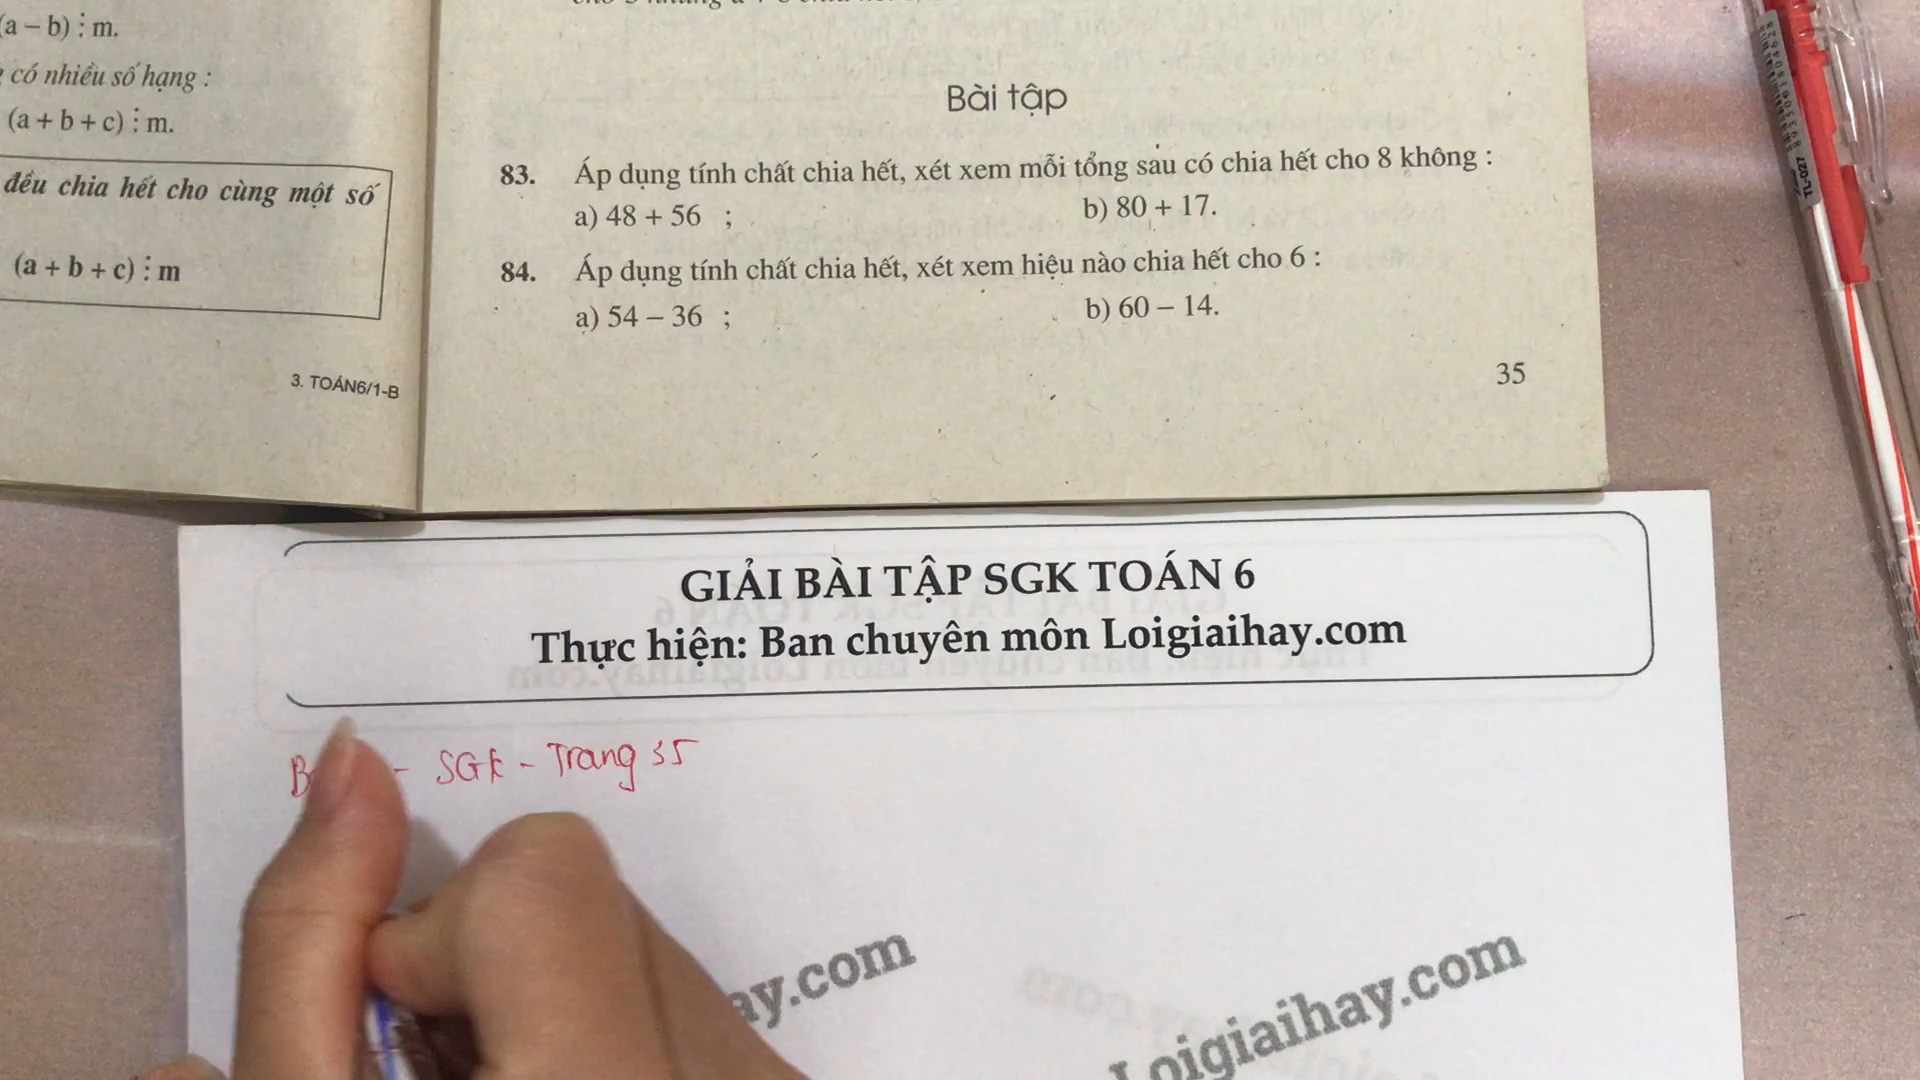 (a – b) ⋮ m.
có nhiều số hạng :
(a + b + c) ⋮ m.
đều chia hết cho cùng một số
(a + b + c) ⋮ m
3. TOÁN6/1-B
Bài tập
83. Áp dụng tính chất chia hết, xét xem mỗi tổng sau có chia hết cho 8 không :
a) 48 + 56 ; b) 80 + 17.
84. Áp dụng tính chất chia hết, xét xem hiệu nào chia hết cho 6 :
a) 54 – 36 ; b) 60 – 14.
35
GIẢI BÀI TẬP SGK TOÁN 6
Thực hiện: Ban chuyên môn Loigiaihay.com
- SGK - Trang 35
ay.com
Loigiaihay.com
TL-027